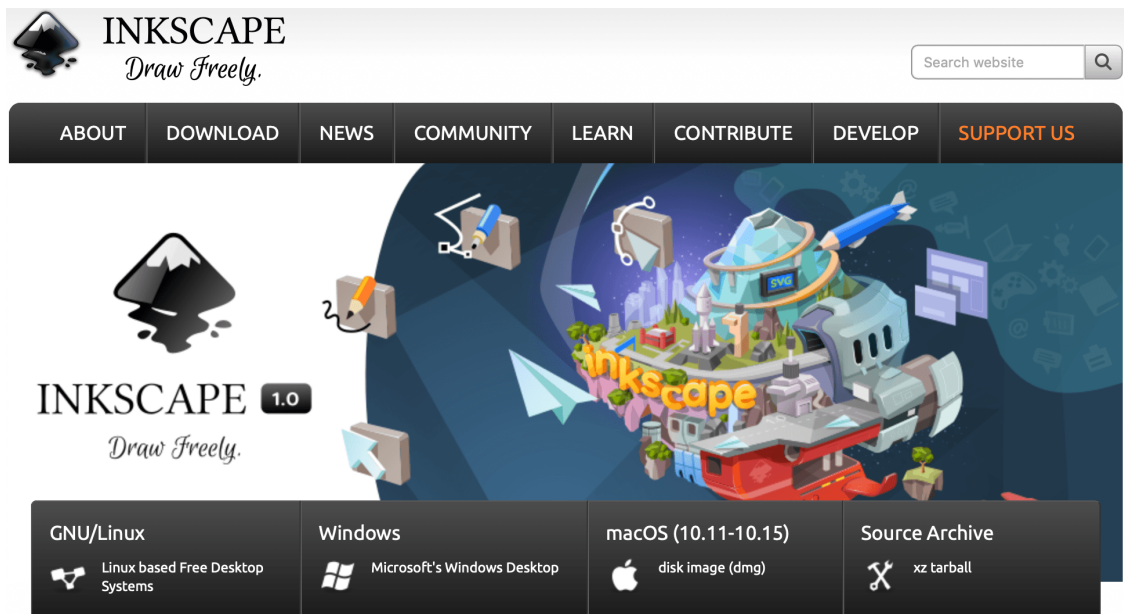 INKSCAPE
Draw Freely.
Search website
ABOUT DOWNLOAD NEWS COMMUNITY LEARN CONTRIBUTE DEVELOP SUPPORT US
SVG
inkscape
INKSCAPE 1.0
Draw Freely.
GNU/Linux
Linux based Free Desktop
Systems
Windows
Microsoft's Windows Desktop
macOS (10.11-10.15)
disk image (dmg)
Source Archive
xz tarball